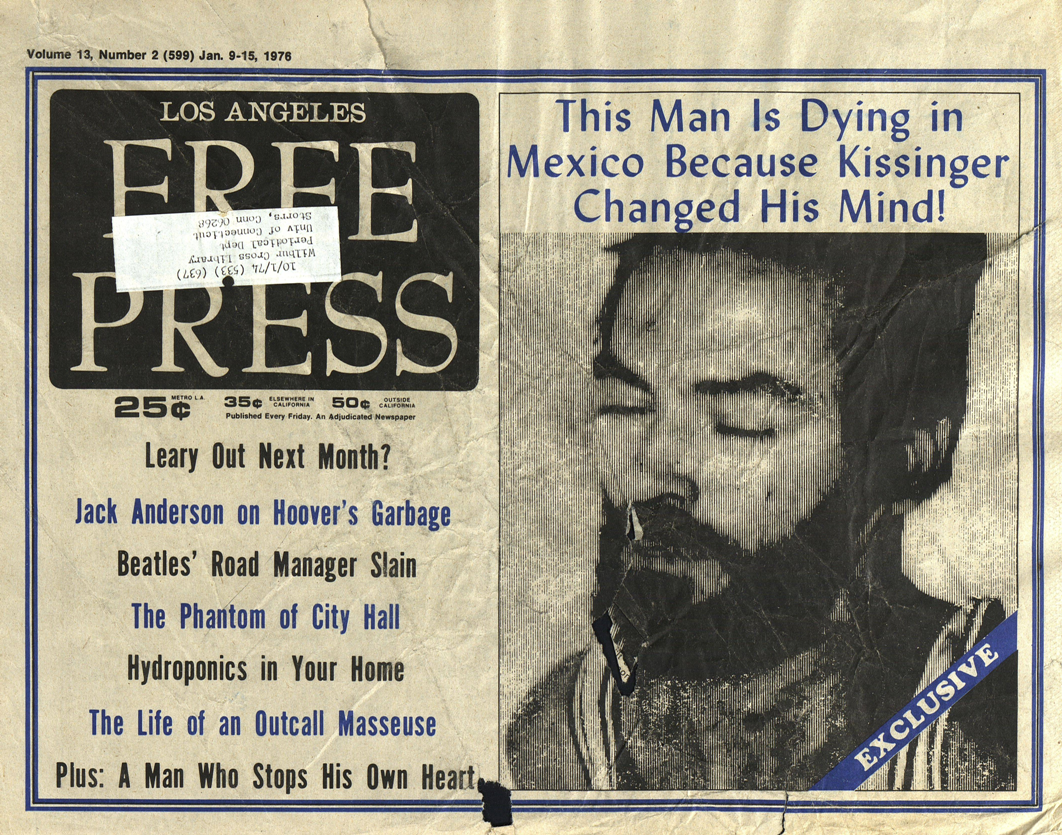 Volume 13, Number 2 (599) Jan. 9-15, 1976
LOS ANGELES
FREE
PRESS
10/1/74 (533) (637)
Wilbur Cross Library
Periodical Dept.
Univ of Connecticut.
Storrs, Conn 06268
25¢ METRO L.A. 35¢ ELSEWHERE IN CALIFORNIA 50¢ OUTSIDE CALIFORNIA
Published Every Friday. An Adjudicated Newspaper
Leary Out Next Month?
Jack Anderson on Hoover's Garbage
Beatles' Road Manager Slain
The Phantom of City Hall
Hydroponics in Your Home
The Life of an Outcall Masseuse
Plus: A Man Who Stops His Own Heart
This Man Is Dying in
Mexico Because Kissinger
Changed His Mind!
EXCLUSIVE